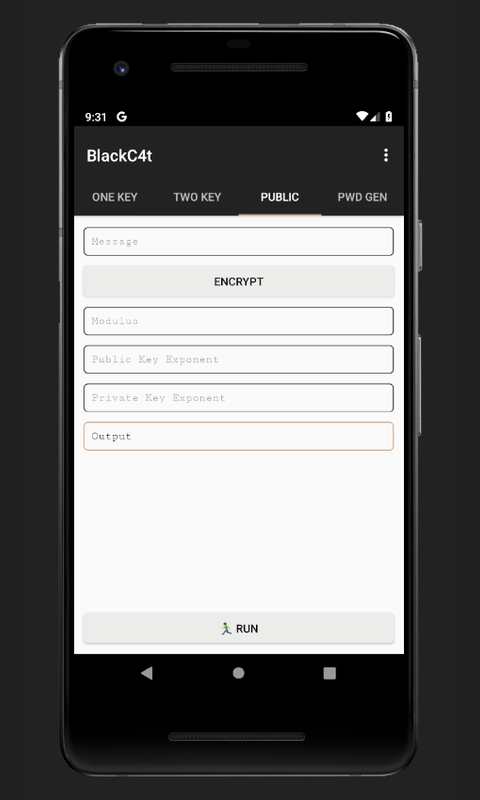 9:31 G
BlackC4t
ONE KEY TWO KEY PUBLIC PWD GEN
Message
ENCRYPT
Modulus
Public Key Exponent
Private Key Exponent
Output
RUN